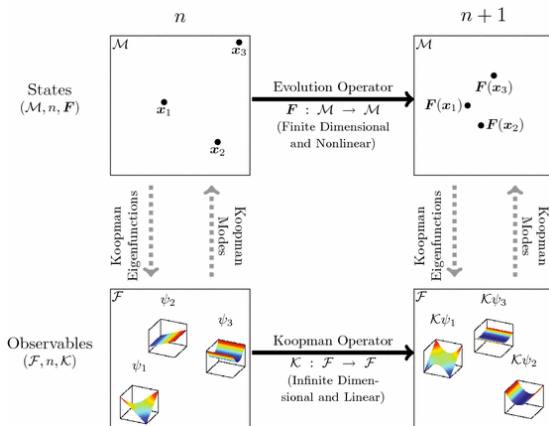 n
n + 1
ℳ
x₃
x₁
x₂
States
(ℳ, n, F)
Evolution Operator
F : ℳ → ℳ
(Finite Dimensional
and Nonlinear)
ℳ
F(x₃)
F(x₁)
F(x₂)
Koopman
Eigenfunctions
Koopman
Modes
Koopman
Eigenfunctions
Koopman
Modes
Observables
(ℱ, n, 𝒦)
ℱ
ψ₂
ψ₃
ψ₁
Koopman Operator
𝒦 : ℱ → ℱ
(Infinite Dimen-
sional and Linear)
ℱ
𝒦ψ₃
𝒦ψ₁
𝒦ψ₂